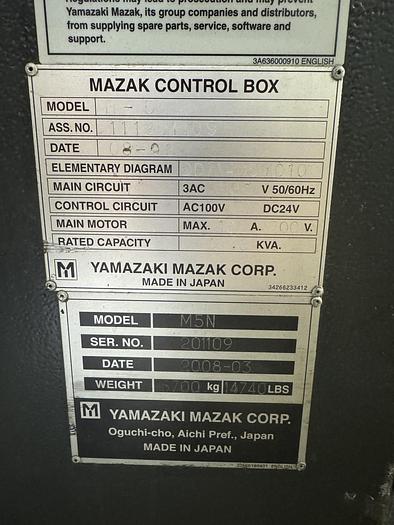 Regulations may lead to prosecution and may prevent
Yamazaki Mazak, its group companies and distributors,
from supplying spare parts, service, software and
support.
3A636000910 ENGLISH
MAZAK CONTROL BOX
MODEL
ASS. NO.
DATE
ELEMENTARY DIAGRAM
MAIN CIRCUIT 3AC V 50/60Hz
CONTROL CIRCUIT AC100V DC24V
MAIN MOTOR MAX. A. V.
RATED CAPACITY KVA.
M YAMAZAKI MAZAK CORP.
MADE IN JAPAN
34266233412
MODEL M5N
SER. NO. 201109
DATE 2008-03
WEIGHT 6700 kg 14740 LBS
M YAMAZAKI MAZAK CORP.
Oguchi-cho, Aichi Pref., Japan
MADE IN JAPAN
ENGLISH